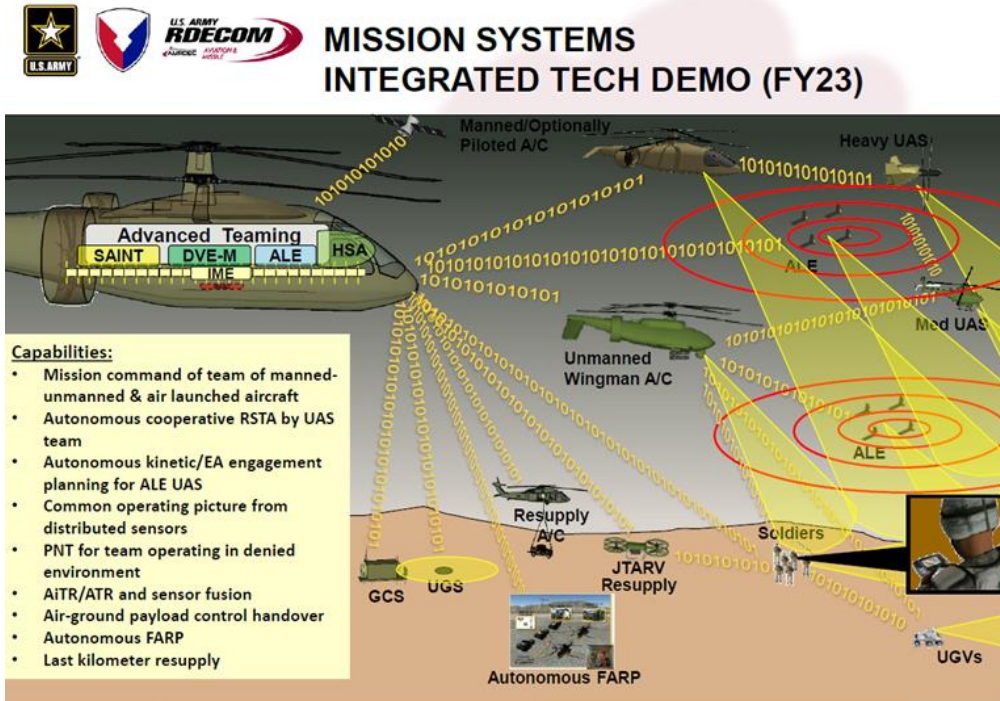 U.S. ARMY
U.S. ARMY
RDECOM
AMRDEC
AVIATION &
MISSILE
MISSION SYSTEMS
INTEGRATED TECH DEMO (FY23)
Manned/Optionally
Piloted A/C
Heavy UAS
101010101010
101010101010101
Advanced Teaming
SAINT
DVE-M
ALE
HSA
IME
ALE
Med UAS
Unmanned
Wingman A/C
ALE
Capabilities:
• Mission command of team of manned-
unmanned & air launched aircraft
• Autonomous cooperative RSTA by UAS
team
• Autonomous kinetic/EA engagement
planning for ALE UAS
• Common operating picture from
distributed sensors
• PNT for team operating in denied
environment
• AiTR/ATR and sensor fusion
• Air-ground payload control handover
• Autonomous FARP
• Last kilometer resupply
Resupply
A/C
Soldiers
JTARV
Resupply
GCS
UGS
Autonomous FARP
UGVs